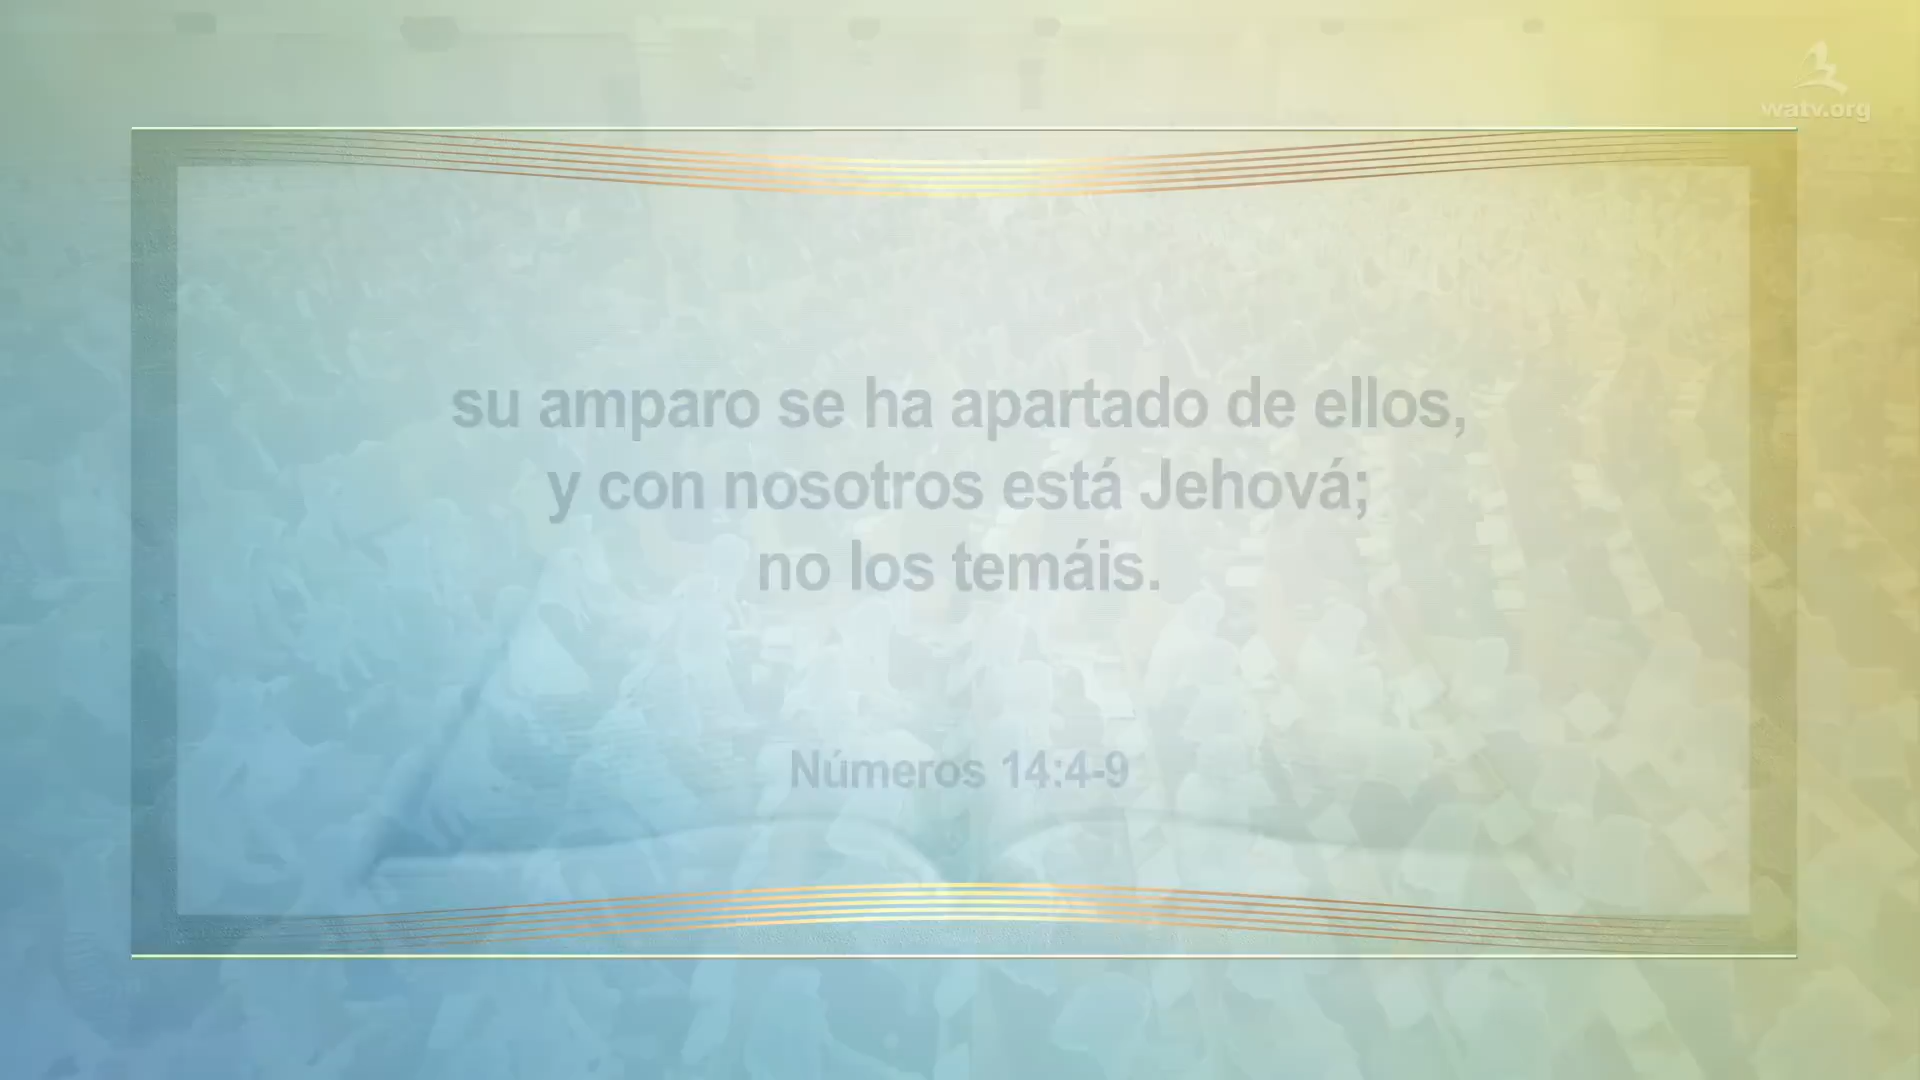 watv.org
su amparo se ha apartado de ellos,
y con nosotros está Jehová;
no los temáis.
Números 14:4-9